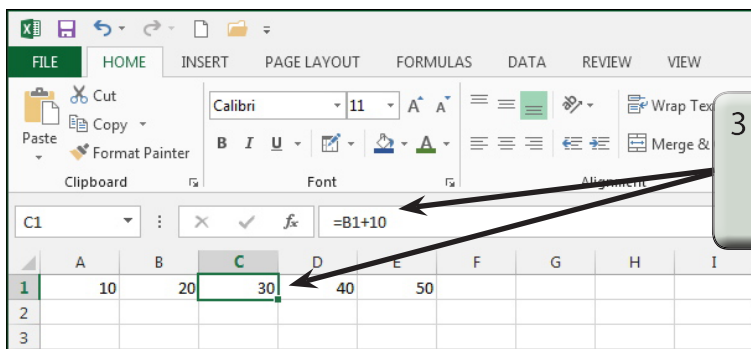 FILE HOME INSERT PAGE LAYOUT FORMULAS DATA REVIEW VIEW
Cut
Calibri 11 A A Wrap Tex
Copy
Paste
Format Painter B I U A Merge &
3
Clipboard Font Alignment
C1 fx =B1+10
A B C D E F G H I
1 10 20 30 40 50
2
3